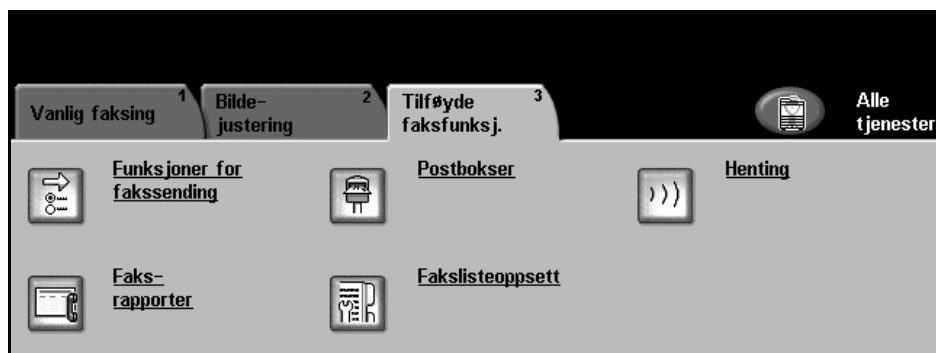 Vanlig faksing 1
Bilde-
justering 2
Tilføyde
faksfunksj. 3
Alle
tjenester
Funksjoner for
fakssending
Postbokser
Henting
Faks-
rapporter
Fakslisteoppsett